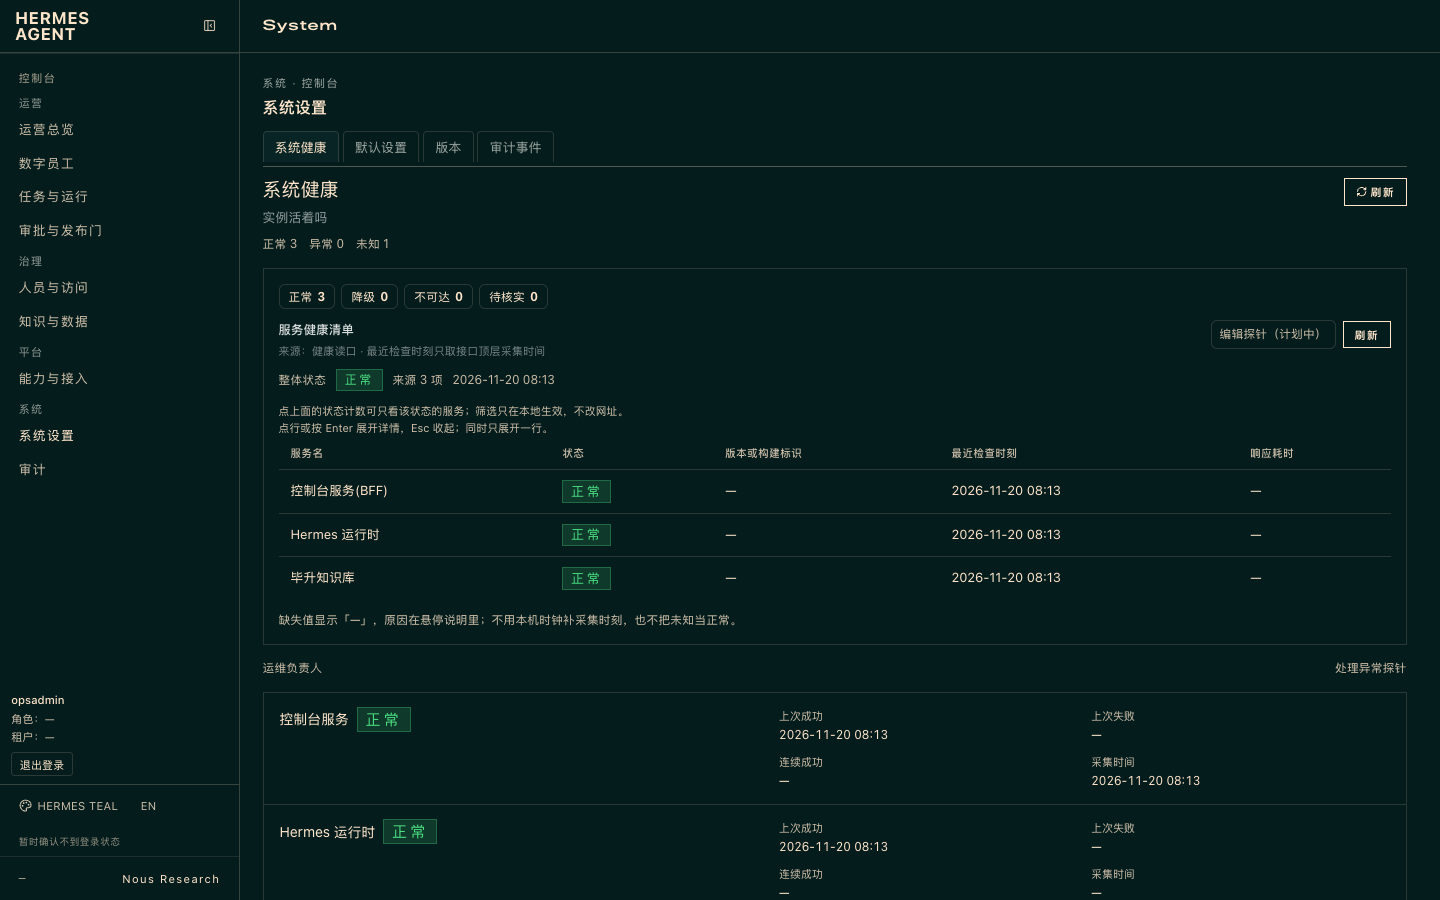 HERMES
AGENT
System
控制台
运营
运营总览
数字员工
任务与运行
审批与发布门
治理
人员与访问
知识与数据
平台
能力与接入
系统
系统设置
审计
opsadmin
角色: —
租户: —
退出登录
HERMES TEAL EN
暂时确认不到登录状态
— Nous Research
系统 · 控制台
系统设置
系统健康 默认设置 版本 审计事件
系统健康
刷新
实例活着吗
正常 3 异常 0 未知 1
正常 3 降级 0 不可达 0 待核实 0
服务健康清单
编辑探针（计划中） 刷新
来源：健康读口 · 最近检查时刻只取接口顶层采集时间
整体状态 正常 来源 3 项 2026-11-20 08:13
点上面的状态计数可只看该状态的服务；筛选只在本地生效，不改网址。
点行或按 Enter 展开详情，Esc 收起；同时只展开一行。
服务名 状态 版本或构建标识 最近检查时刻 响应耗时
控制台服务(BFF) 正常 — 2026-11-20 08:13 —
Hermes 运行时 正常 — 2026-11-20 08:13 —
毕升知识库 正常 — 2026-11-20 08:13 —
缺失值显示「—」，原因在悬停说明里；不用本机时钟补采集时刻，也不把未知当正常。
运维负责人 处理异常探针
控制台服务 正常
上次成功 上次失败
2026-11-20 08:13 —
连续成功 采集时间
— 2026-11-20 08:13
Hermes 运行时 正常
上次成功 上次失败
2026-11-20 08:13 —
连续成功 采集时间
— —